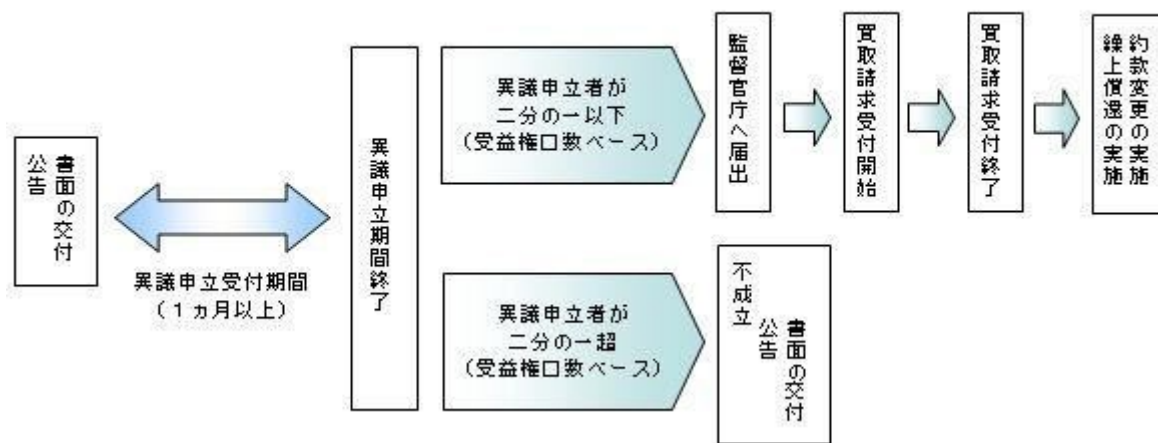 書面の交付
公告
異議申立受付期間
(1ヵ月以上)
異議申立期間終了
異議申立者が
二分の一以下
(受益権口数ベース)
監督官庁へ届出
買取請求受付開始
買取請求受付終了
約款変更の実施
繰上償還の実施
異議申立者が
二分の一超
(受益権口数ベース)
不成立
書面の交付
公告